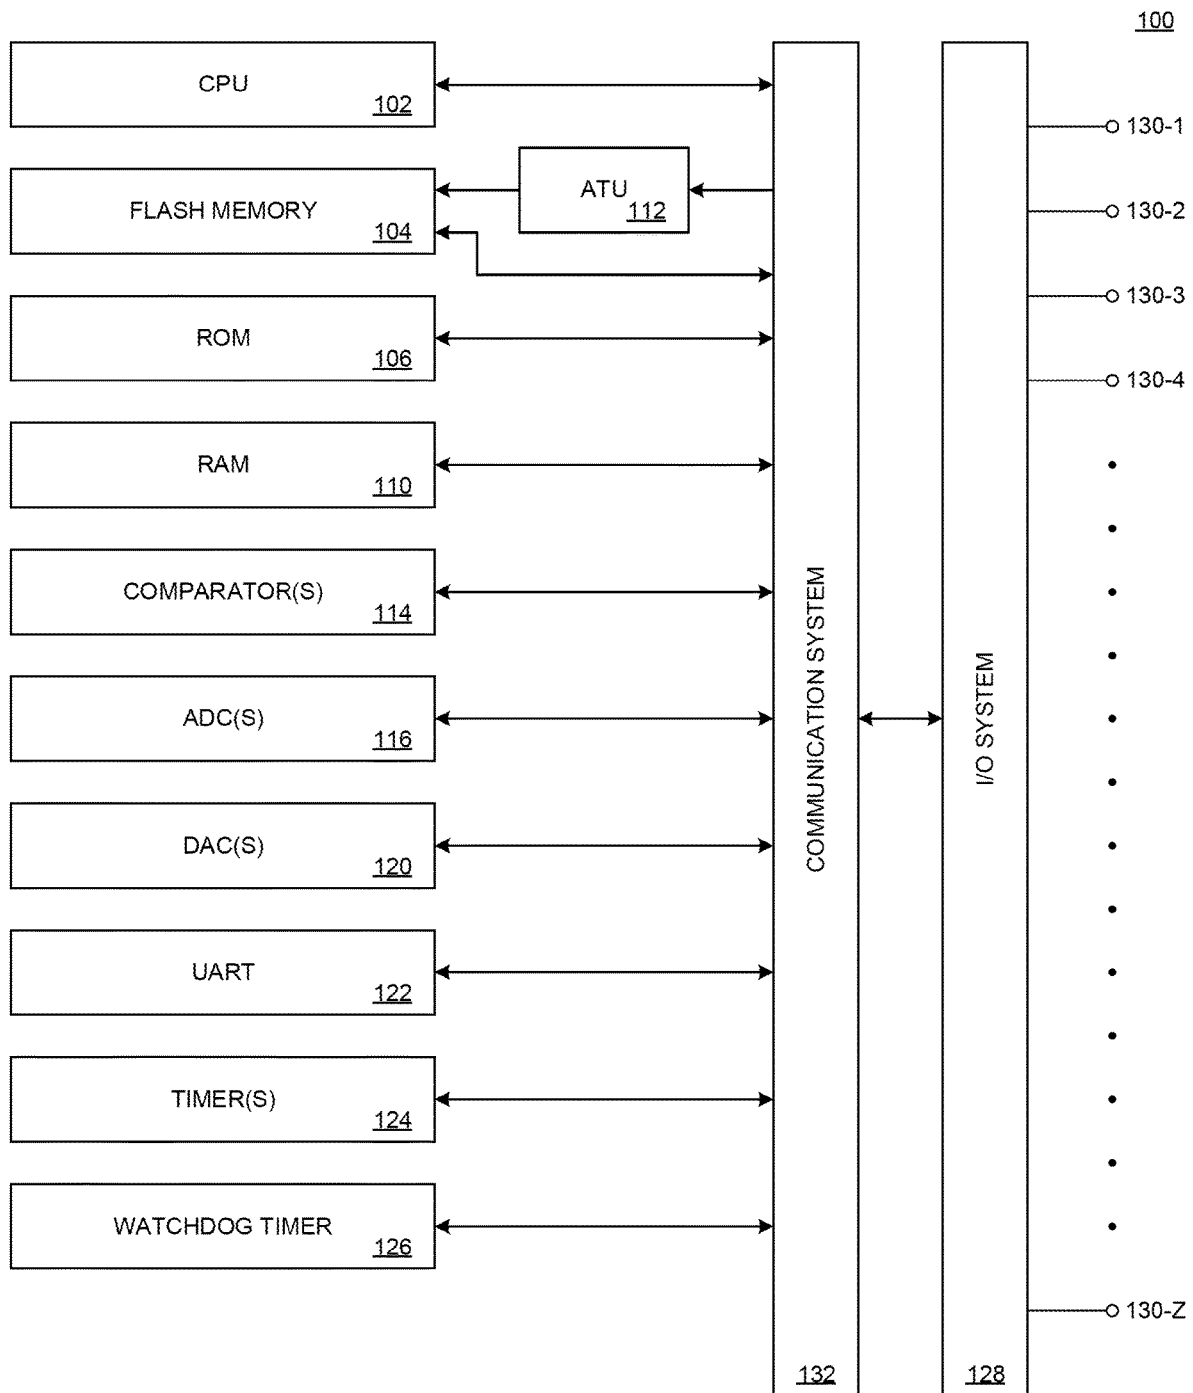 100
CPU
102
130-1
ATU
112
FLASH MEMORY
104
130-2
130-3
ROM
106
130-4
RAM
110
COMPARATOR(S)
114
ADC(S)
116
DAC(S)
120
UART
122
TIMER(S)
124
WATCHDOG TIMER
126
COMMUNICATION SYSTEM
132
I/O SYSTEM
128
130-Z